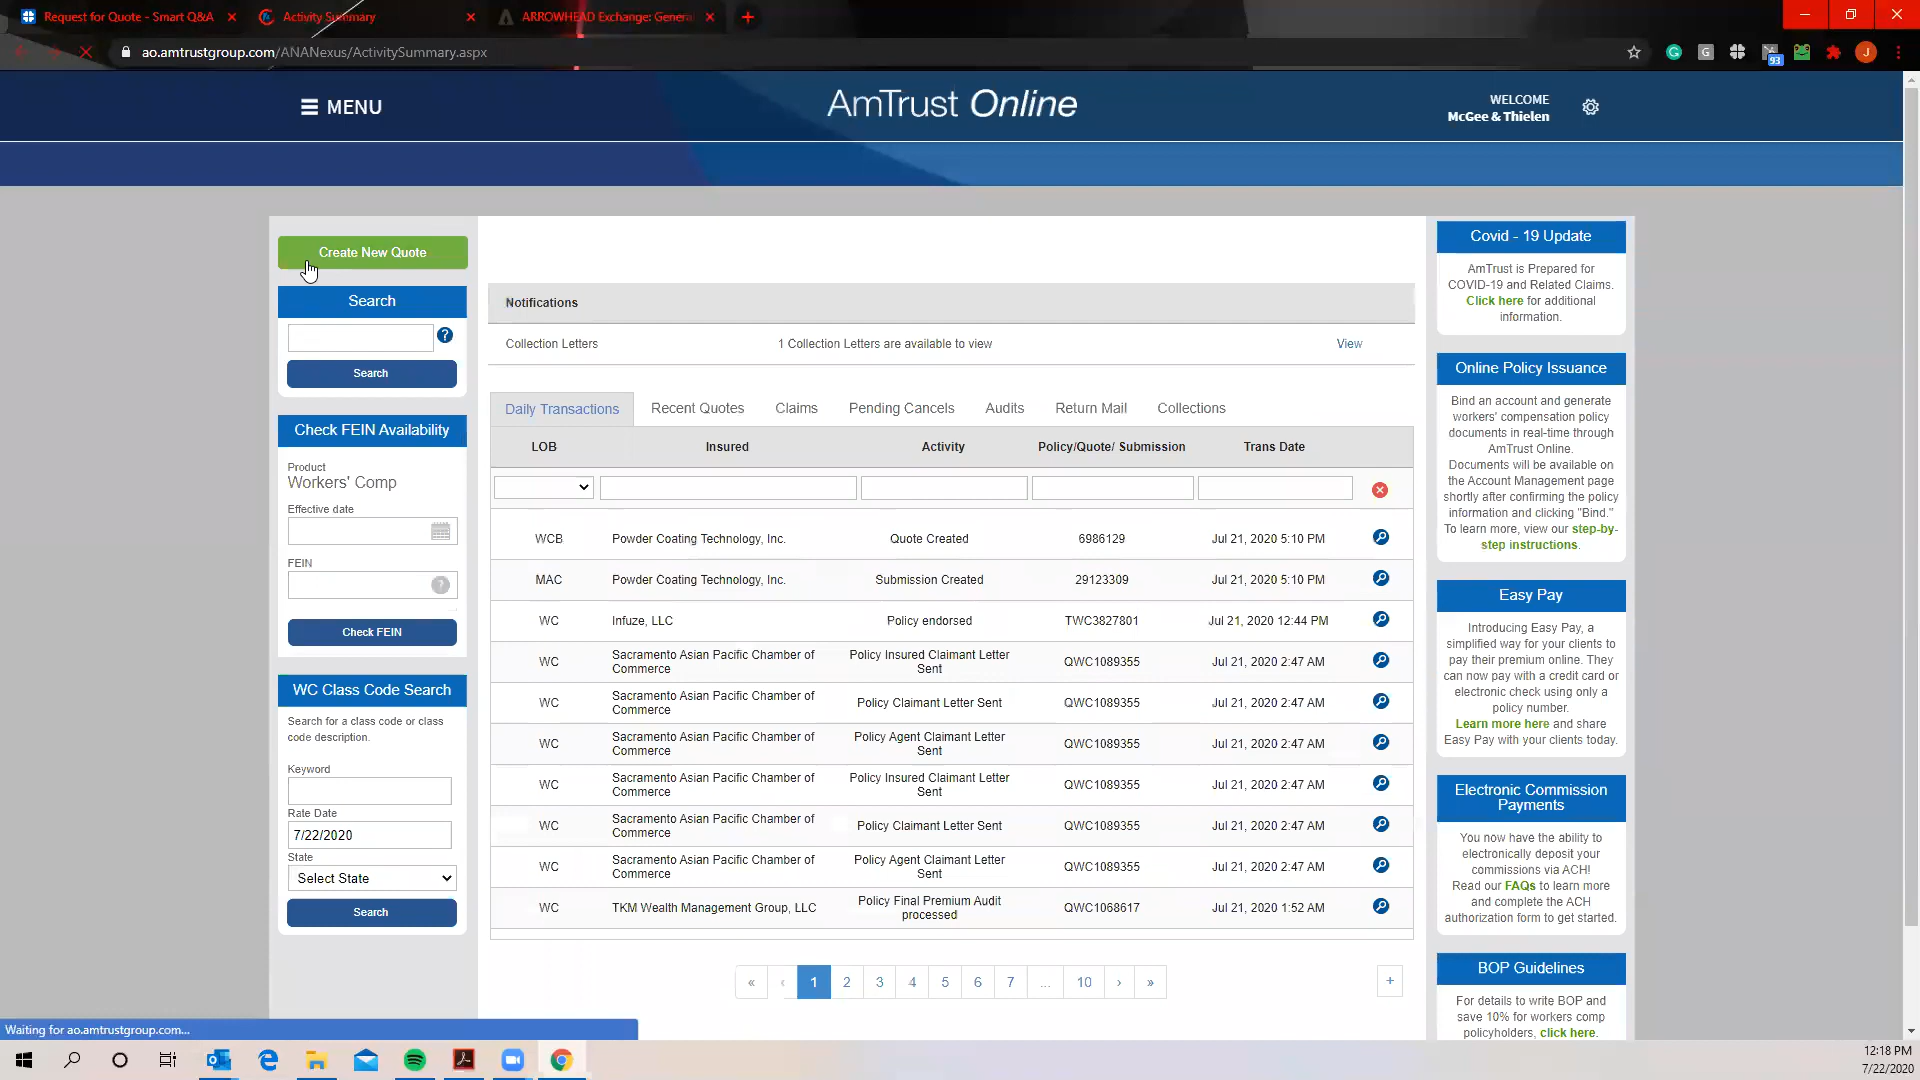 Request for Quote - Smart Q&A
Activity Summary
ARROWHEAD Exchange: General
ao.amtrustgroup.com/ANANexus/ActivitySummary.aspx
G
93
J
MENU
AmTrust Online
WELCOME
McGee & Thielen
Create New Quote
Search
?
Search
Check FEIN Availability
Product
Workers' Comp
Effective date
FEIN
?
Check FEIN
WC Class Code Search
Search for a class code or class
code description.
Keyword
Rate Date
7/22/2020
State
Select State
Search
Notifications
Collection Letters 1 Collection Letters are available to view View
Daily Transactions Recent Quotes Claims Pending Cancels Audits Return Mail Collections
LOB Insured Activity Policy/Quote/ Submission Trans Date
WCB Powder Coating Technology, Inc. Quote Created 6986129 Jul 21, 2020 5:10 PM
MAC Powder Coating Technology, Inc. Submission Created 29123309 Jul 21, 2020 5:10 PM
WC Infuze, LLC Policy endorsed TWC3827801 Jul 21, 2020 12:44 PM
Sacramento Asian Pacific Chamber of Policy Insured Claimant Letter
WC Commerce Sent QWC1089355 Jul 21, 2020 2:47 AM
Sacramento Asian Pacific Chamber of
WC Commerce Policy Claimant Letter Sent QWC1089355 Jul 21, 2020 2:47 AM
Sacramento Asian Pacific Chamber of Policy Agent Claimant Letter
WC Commerce Sent QWC1089355 Jul 21, 2020 2:47 AM
Sacramento Asian Pacific Chamber of Policy Insured Claimant Letter
WC Commerce Sent QWC1089355 Jul 21, 2020 2:47 AM
Sacramento Asian Pacific Chamber of
WC Commerce Policy Claimant Letter Sent QWC1089355 Jul 21, 2020 2:47 AM
Sacramento Asian Pacific Chamber of Policy Agent Claimant Letter
WC Commerce Sent QWC1089355 Jul 21, 2020 2:47 AM
WC TKM Wealth Management Group, LLC Policy Final Premium Audit
processed QWC1068617 Jul 21, 2020 1:52 AM
« ‹ 1 2 3 4 5 6 7 ... 10 › » +
Covid - 19 Update
AmTrust is Prepared for
COVID-19 and Related Claims.
Click here for additional
information.
Online Policy Issuance
Bind an account and generate
workers' compensation policy
documents in real-time through
AmTrust Online.
Documents will be available on
the Account Management page
shortly after confirming the policy
information and clicking "Bind."
To learn more, view our step-by-
step instructions.
Easy Pay
Introducing Easy Pay, a
simplified way for your clients to
pay their premium online. They
can now pay with a credit card or
electronic check using only a
policy number.
Learn more here and share
Easy Pay with your clients today.
Electronic Commission
Payments
You now have the ability to
electronically deposit your
commissions via ACH!
Read our FAQs to learn more
and complete the ACH
authorization form to get started.
BOP Guidelines
For details to write BOP and
save 10% for workers comp
policyholders, click here.
Waiting for ao.amtrustgroup.com...
12:18 PM
7/22/2020